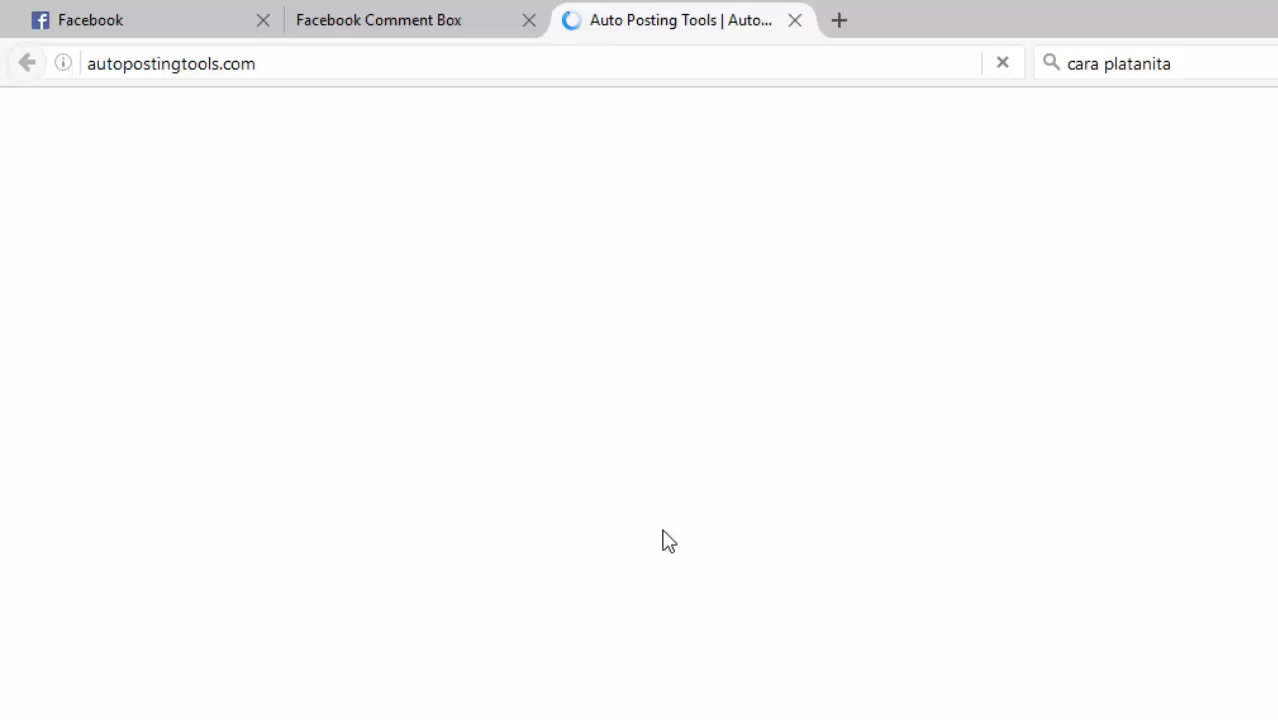 Facebook
Facebook Comment Box
Auto Posting Tools | Auto...
autopostingtools.com
cara platanita